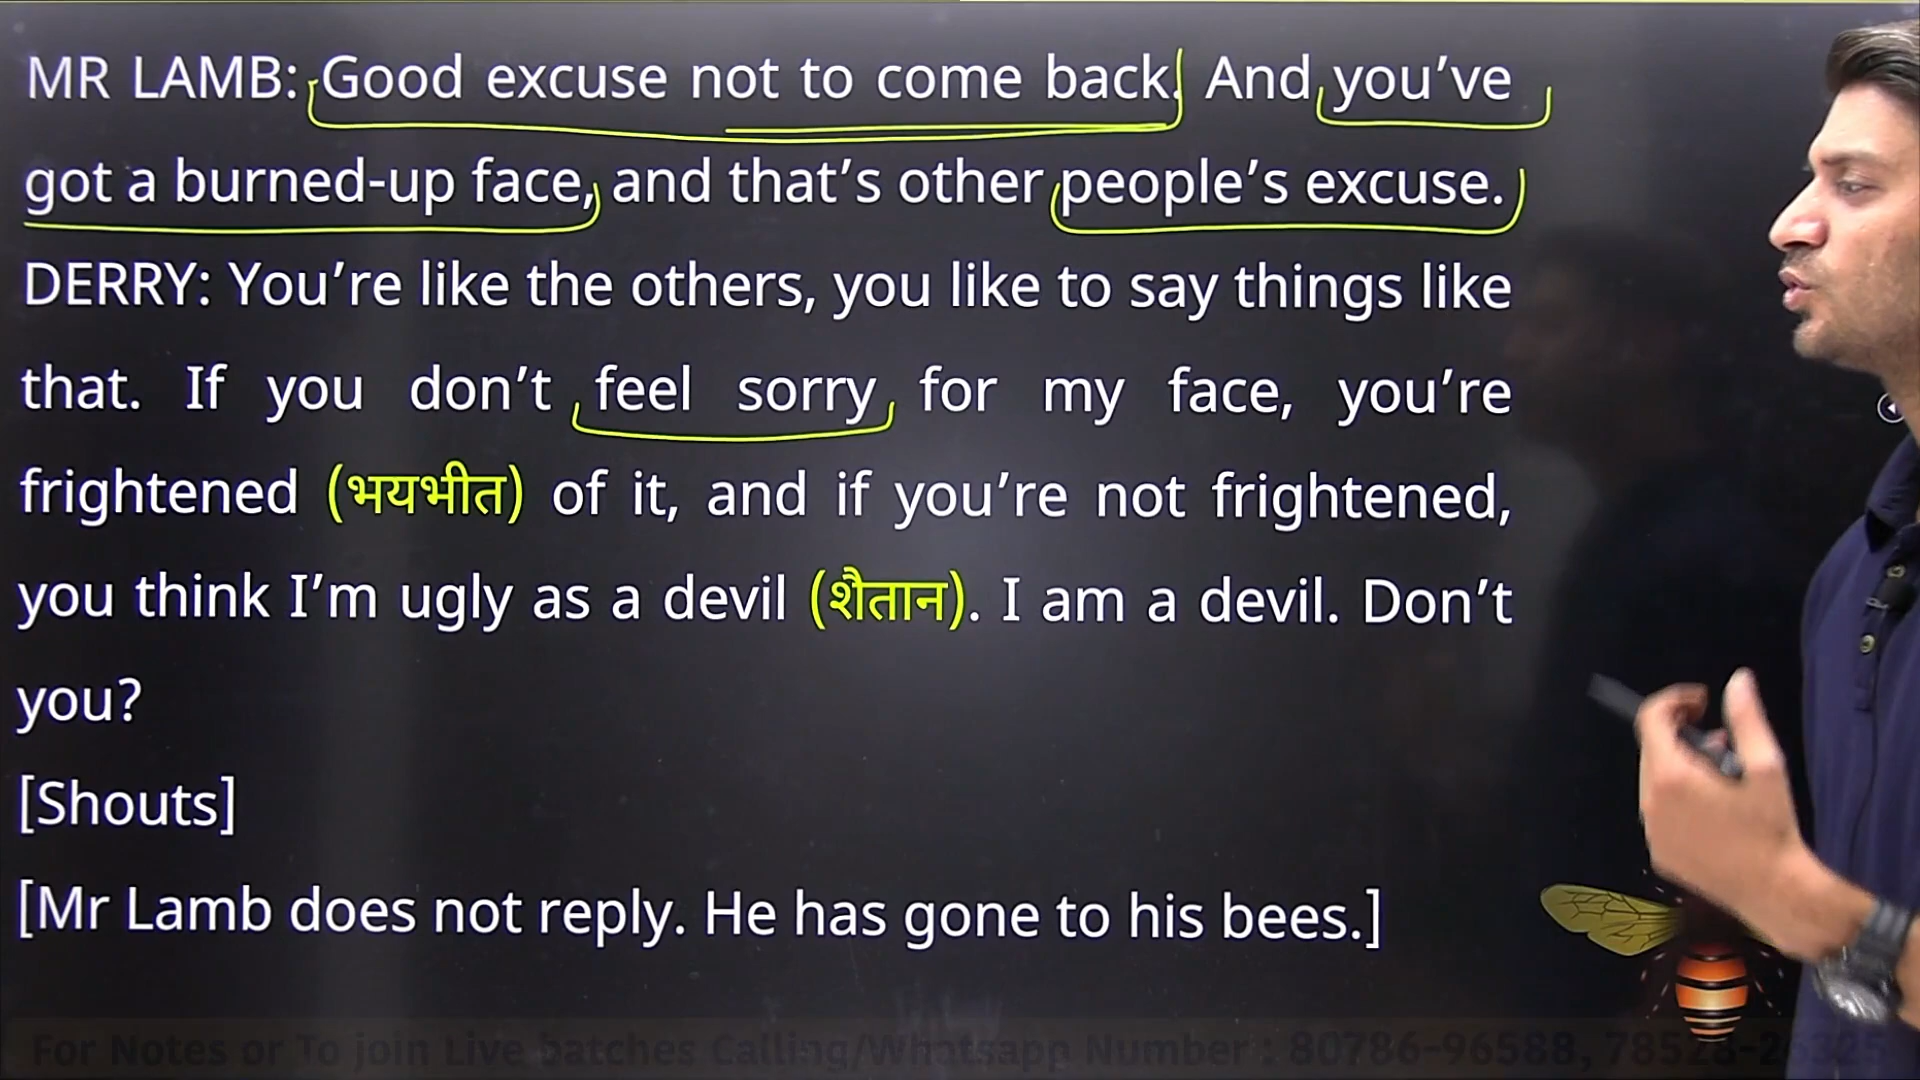 MR LAMB: Good excuse not to come back. And you’ve
got a burned-up face, and that’s other people’s excuse.
DERRY: You’re like the others, you like to say things like
that. If you don’t feel sorry for my face, you’re
frightened (भयभीत) of it, and if you’re not frightened,
you think I’m ugly as a devil (शैतान). I am a devil. Don’t
you?
[Shouts]
[Mr Lamb does not reply. He has gone to his bees.]
For Notes or To join Live batches Calling/Whatsapp Number : 80786-96588,